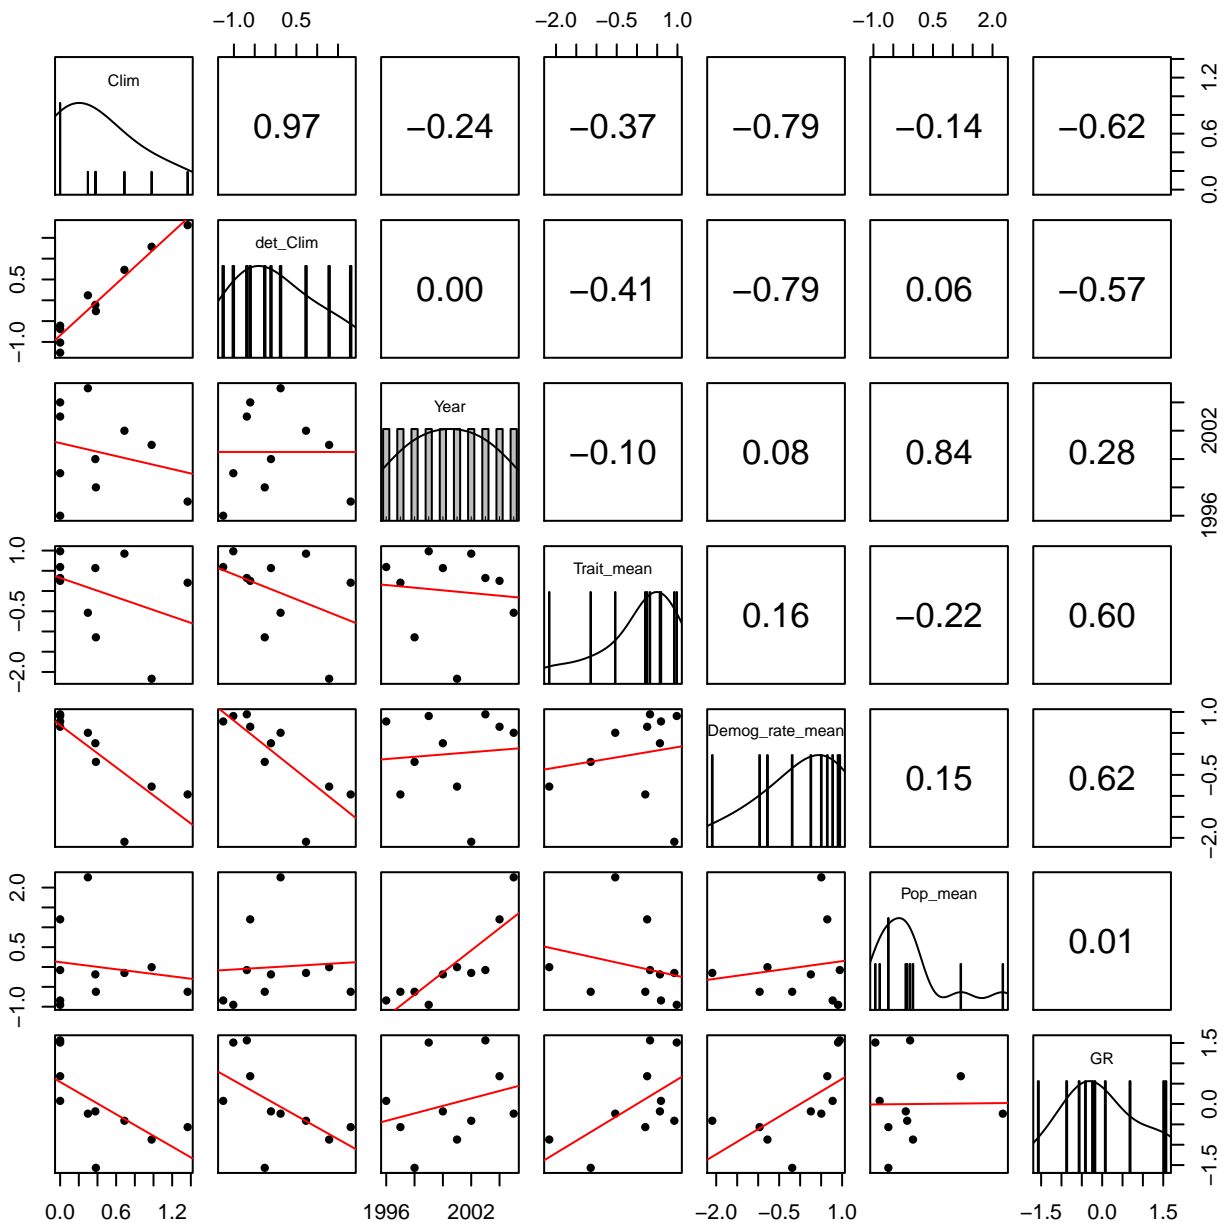 −1.0 0.5 −2.0 −0.5 1.0 −1.0 0.5 2.0
Clim 0.97 −0.24 −0.37 −0.79 −0.14 −0.62 0.0 0.6 1.2
−1.0 0.5 det_Clim 0.00 −0.41 −0.79 0.06 −0.57
Year −0.10 0.08 0.84 0.28 1996 2002
−2.0 −0.5 1.0 Trait_mean 0.16 −0.22 0.60
Demog_rate_mean 0.15 0.62 −2.0 −0.5 1.0
−1.0 0.5 2.0 Pop_mean 0.01
GR −1.5 0.0 1.5
0.0 0.6 1.2 1996 2002 −2.0 −0.5 1.0 −1.5 0.0 1.5